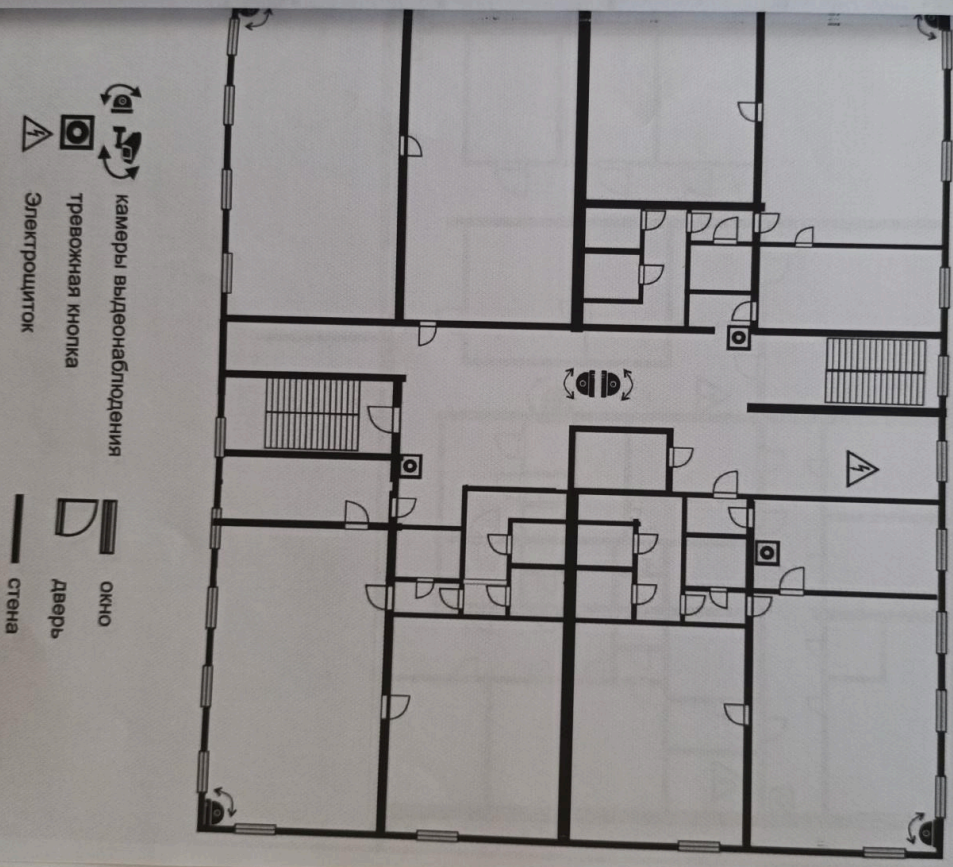 камеры выдеонаблюдения
тревожная кнопка
Электрощиток
окно
дверь
стена